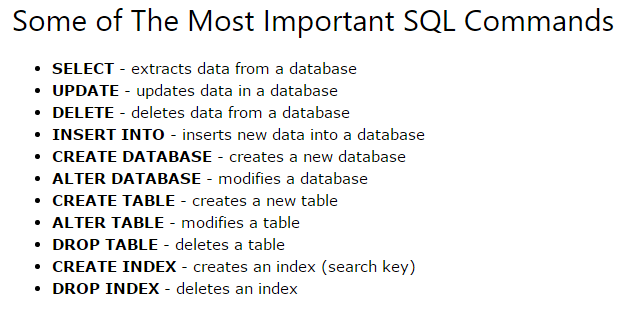 Some of The Most Important SQL Commands
• SELECT - extracts data from a database
• UPDATE - updates data in a database
• DELETE - deletes data from a database
• INSERT INTO - inserts new data into a database
• CREATE DATABASE - creates a new database
• ALTER DATABASE - modifies a database
• CREATE TABLE - creates a new table
• ALTER TABLE - modifies a table
• DROP TABLE - deletes a table
• CREATE INDEX - creates an index (search key)
• DROP INDEX - deletes an index